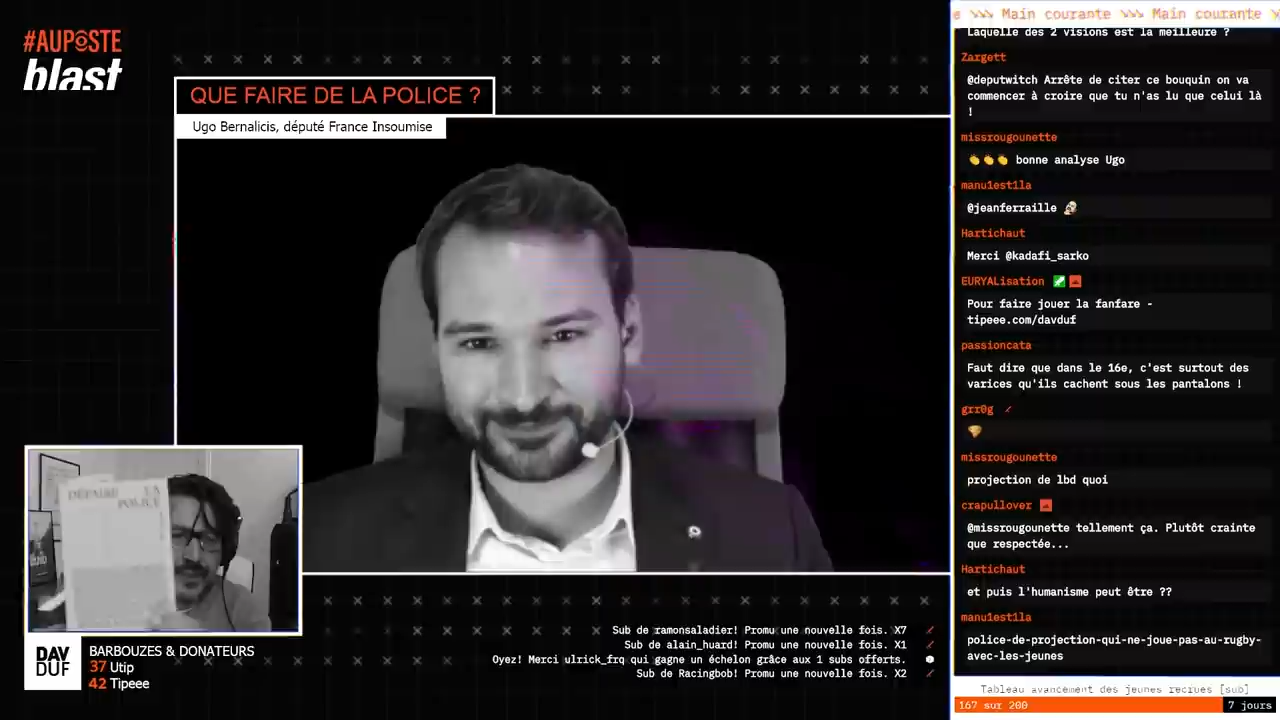 #AUPOSTE
blast
QUE FAIRE DE LA POLICE ?
Ugo Bernalicis, député France Insoumise
DÉFAIRE LA
POLICE
DAV
DUF
BARBOUZES & DONATEURS
37 Utip
42 Tipeee
Sub de ramonsaladier! Promu une nouvelle fois. X7
Sub de alain_huard! Promu une nouvelle fois. X1
Oyez! Merci ulrick_frq qui gagne un échelon grâce aux 1 subs offerts.
Sub de Racingbob! Promu une nouvelle fois. X2
e >>> Main courante >>> Main courante
Laquelle des 2 visions est la meilleure ?
Zargett
@deputwitch Arrête de citer ce bouquin on va
commencer à croire que tu n'as lu que celui là
!
missrougounette
👏👏👏 bonne analyse Ugo
manu1est1la
@jeanferraille
Hartichaut
Merci @kadafi_sarko
EURYALisation
Pour faire jouer la fanfare -
tipeee.com/davduf
passioncata
Faut dire que dans le 16e, c'est surtout des
varices qu'ils cachent sous les pantalons !
grr0g
🏆
missrougounette
projection de lbd quoi
crapullover
@missrougounette tellement ça. Plutôt crainte
que respectée...
Hartichaut
et puis l'humanisme peut être ??
manu1est1la
police-de-projection-qui-ne-joue-pas-au-rugby-
avec-les-jeunes
Tableau avancement des jeunes recrues [sub]
167 sur 200
7 jours